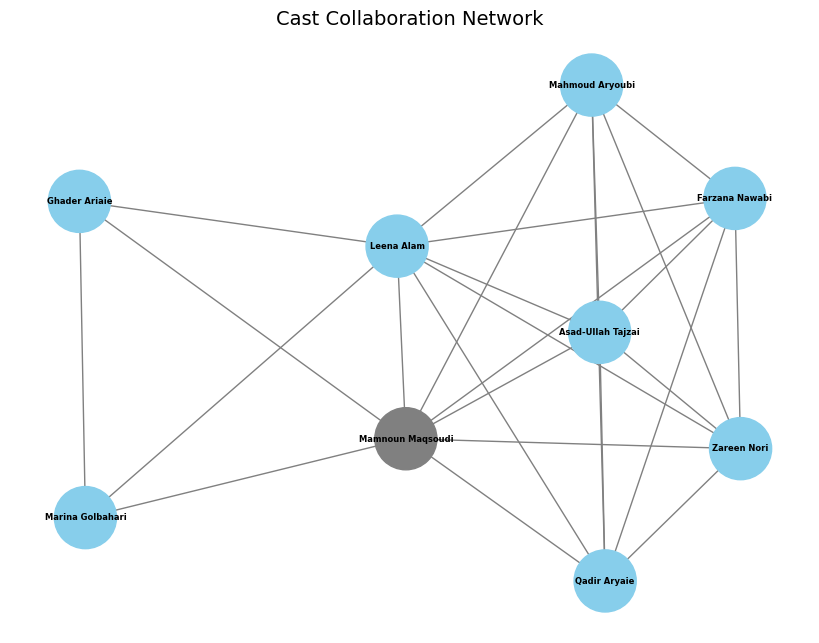 Cast Collaboration Network
Mahmoud Aryoubi
Farzana Nawabi
Ghader Ariaie
Leena Alam
Asad-Ullah Tajzai
Mamnoun Maqsoudi
Zareen Nori
Marina Golbahari
Qadir Aryaie